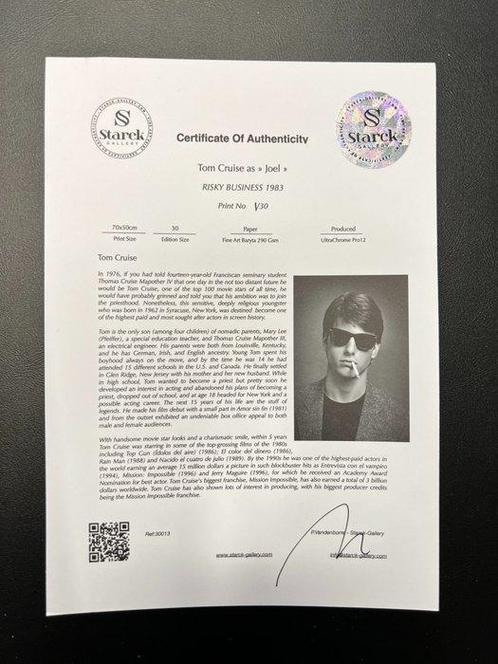 STARCK-GALLERY.COM
SS
Starck
GALLERY
SS
Starck
GALLERY
Certificate Of Authenticity
Tom Cruise as » Joel »
RISKY BUSINESS 1983
Print No 1/30
70x50cm 30 Paper Produced
Print Size Edition Size Fine Art Baryta 290 Gsm UltraChrome Pro12
Tom Cruise
In 1976, if you had told fourteen-year-old Franciscan seminary student
Thomas Cruise Mapother IV that one day in the not too distant future he
would be Tom Cruise, one of the top 100 movie stars of all time, he
would have probably grinned and told you that his ambition was to join
the priesthood. Nonetheless, this sensitive, deeply religious youngster
who was born in 1962 in Syracuse, New York, was destined become one
of the highest paid and most sought after actors in screen history.
Tom is the only son (among four children) of nomadic parents, Mary Lee
(Pfeiffer), a special education teacher, and Thomas Cruise Mapother III,
an electrical engineer. His parents were both from Louisville, Kentucky,
and he has German, Irish, and English ancestry. Young Tom spent his
boyhood always on the move, and by the time he was 14 he had
attended 15 different schools in the U.S. and Canada. He finally settled
in Glen Ridge, New Jersey with his mother and her new husband. While
in high school, Tom wanted to become a priest but pretty soon he
developed an interest in acting and abandoned his plans of becoming a
priest, dropped out of school, and at age 18 headed for New York and a
possible acting career. The next 15 years of his life are the stuff of
legends. He made his film debut with a small part in Amor sin fin (1981)
and from the outset exhibited an undeniable box office appeal to both
male and female audiences.
With handsome movie star looks and a charismatic smile, within 5 years
Tom Cruise was starring in some of the top-grossing films of the 1980s
including Top Gun (Ídolos del aire) (1986); El color del dinero (1986),
Rain Man (1988) and Nacido el cuatro de julio (1989). By the 1990s he was one of the highest-paid actors in
the world earning an average 15 million dollars a picture in such blockbuster hits as Entrevista con el vampiro
(1994), Mission: Impossible (1996) and Jerry Maguire (1996), for which he received an Academy Award
Nomination for best actor. Tom Cruise's biggest franchise, Mission Impossible, has also earned a total of 3 billion
dollars worldwide. Tom Cruise has also shown lots of interest in producing, with his biggest producer credits
being the Mission Impossible franchise.
Ref:30013
P.Vandenborre - Starck-Gallery
www.starck-gallery.com
info@starck-gallery.com